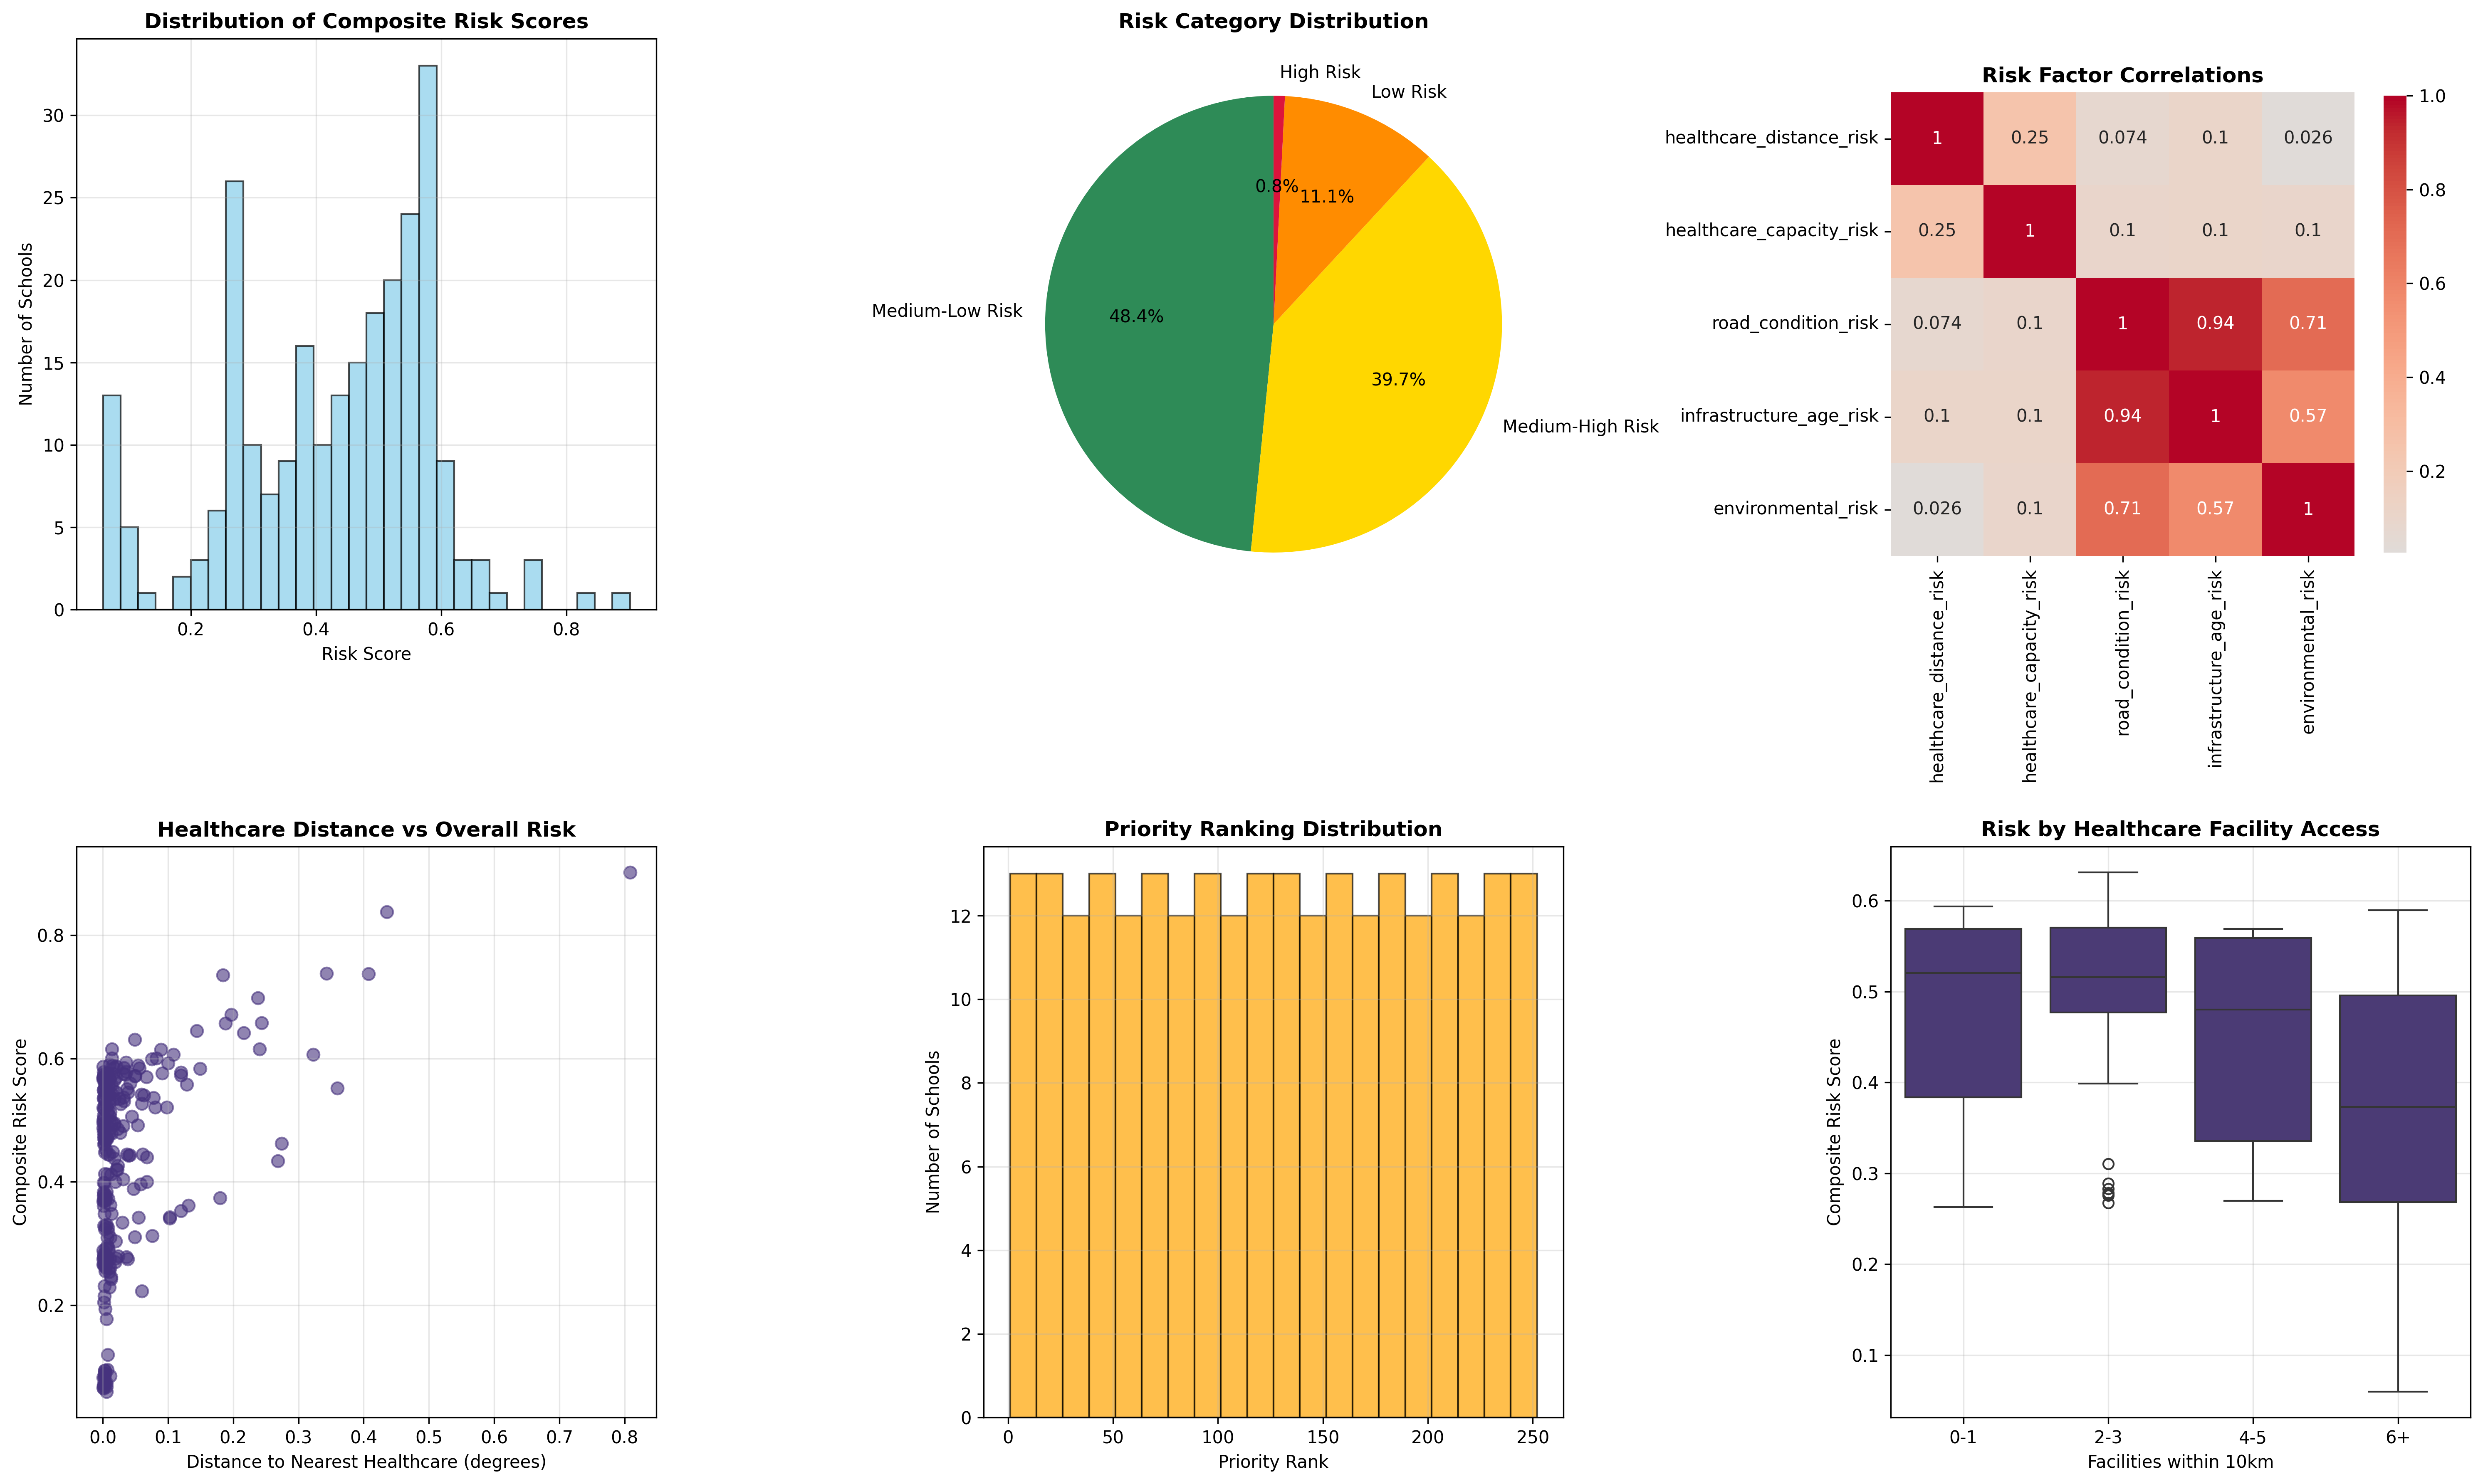 Distribution of Composite Risk Scores
Number of Schools
30
25
20
15
10
5
0
0.2 0.4 0.6 0.8
Risk Score
Risk Category Distribution
High Risk
Low Risk
Medium-Low Risk
Medium-High Risk
0.8%
11.1%
48.4%
39.7%
Risk Factor Correlations
healthcare_distance_risk 1 0.25 0.074 0.1 0.026
healthcare_capacity_risk 0.25 1 0.1 0.1 0.1
road_condition_risk 0.074 0.1 1 0.94 0.71
infrastructure_age_risk 0.1 0.1 0.94 1 0.57
environmental_risk 0.026 0.1 0.71 0.57 1
healthcare_distance_risk
healthcare_capacity_risk
road_condition_risk
infrastructure_age_risk
environmental_risk
1.0
0.8
0.6
0.4
0.2
Healthcare Distance vs Overall Risk
Composite Risk Score
0.8
0.6
0.4
0.2
0.0 0.1 0.2 0.3 0.4 0.5 0.6 0.7 0.8
Distance to Nearest Healthcare (degrees)
Priority Ranking Distribution
Number of Schools
12
10
8
6
4
2
0
0 50 100 150 200 250
Priority Rank
Risk by Healthcare Facility Access
Composite Risk Score
0.6
0.5
0.4
0.3
0.2
0.1
0-1 2-3 4-5 6+
Facilities within 10km